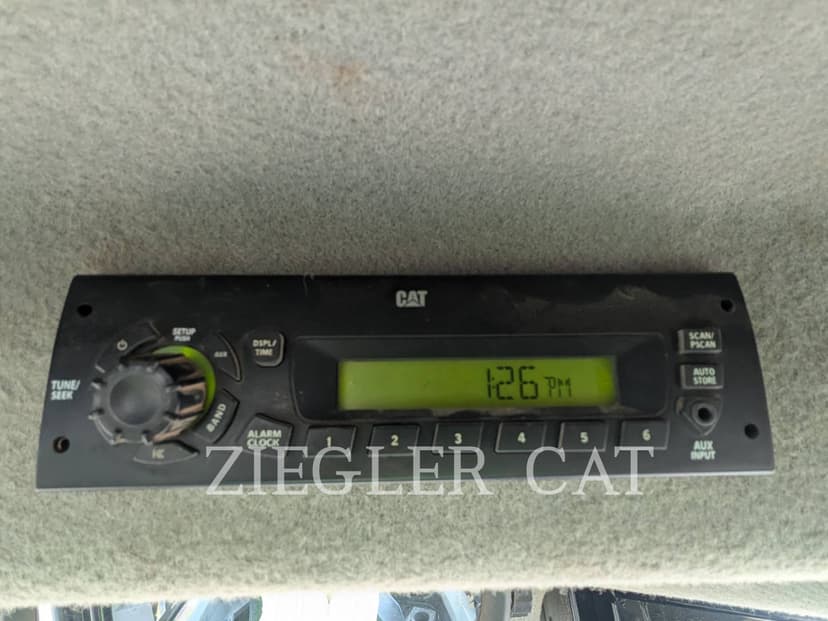 CAT
SETUP
PUSH
DSPL/
TIME
AUX
TUNE/
SEEK
BAND
ALARM
CLOCK
1:26 PM
1 2 3 4 5 6
SCAN/
PSCAN
AUTO
STORE
AUX
INPUT
ZIEGLER CAT